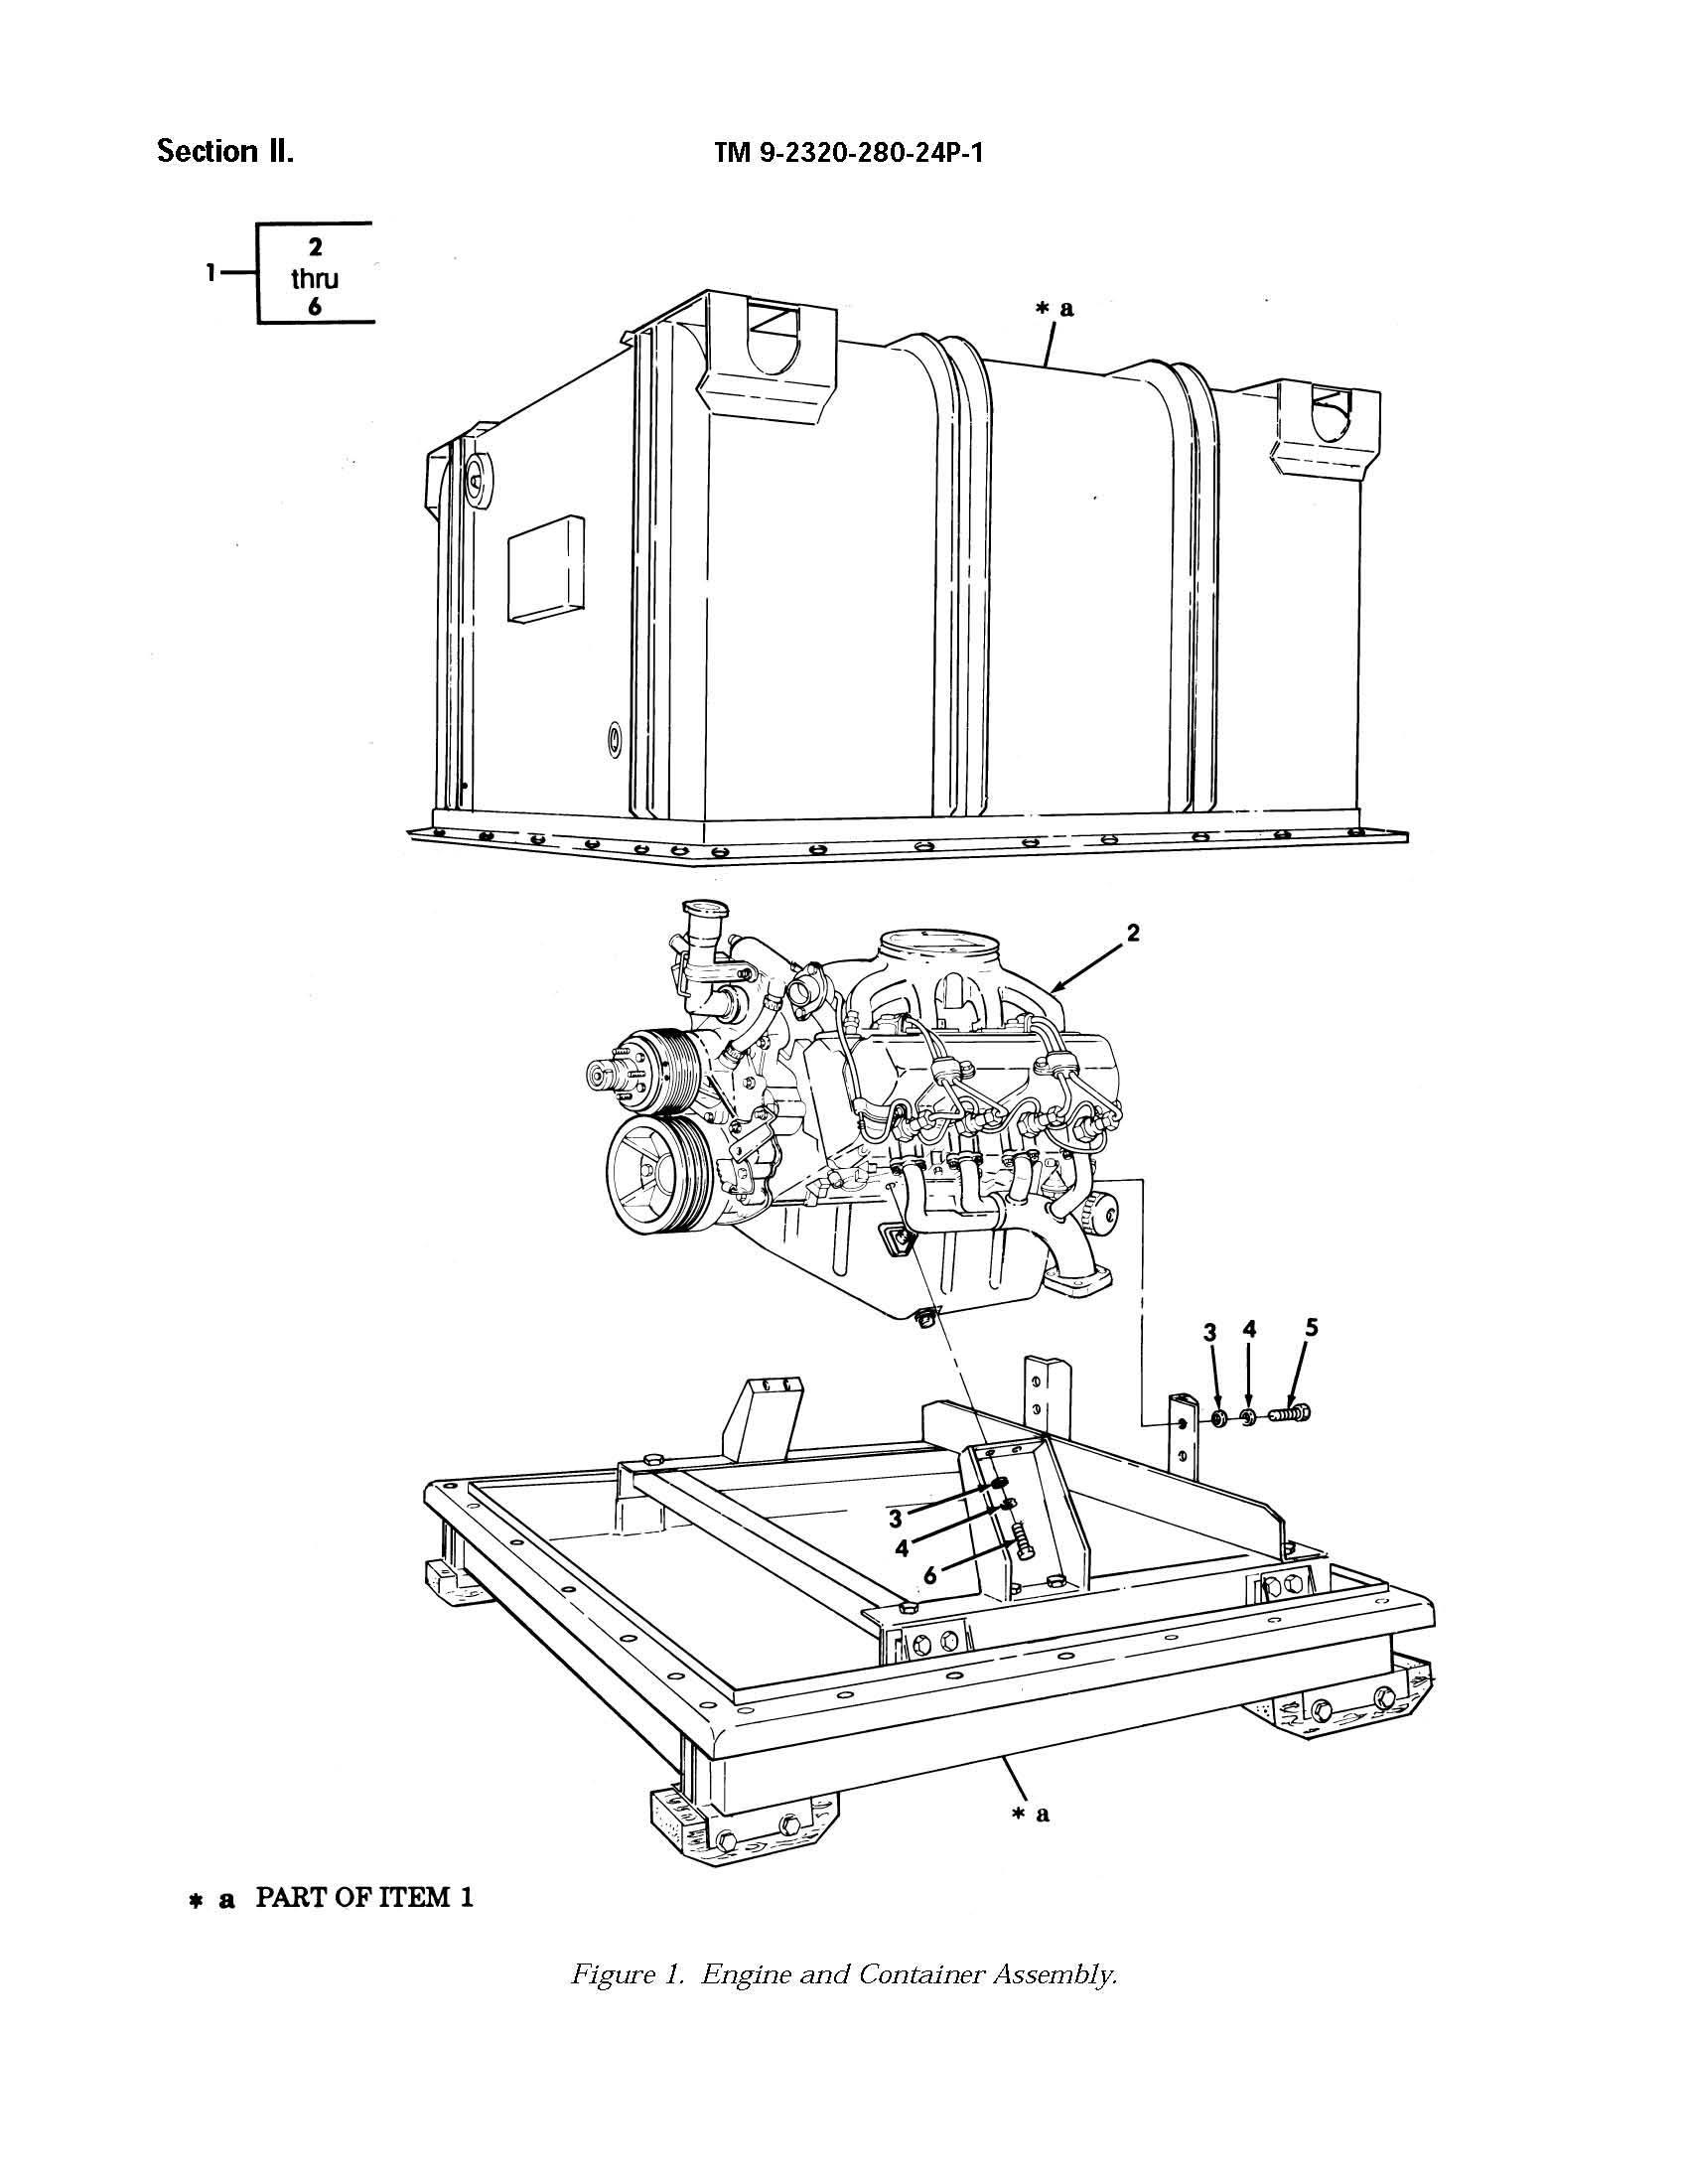 Section II.
TM 9-2320-280-24P-1
2
1
thru
6
* a
2
3 4 5
3
4
6
* a
* a PART OF ITEM 1
Figure 1. Engine and Container Assembly.